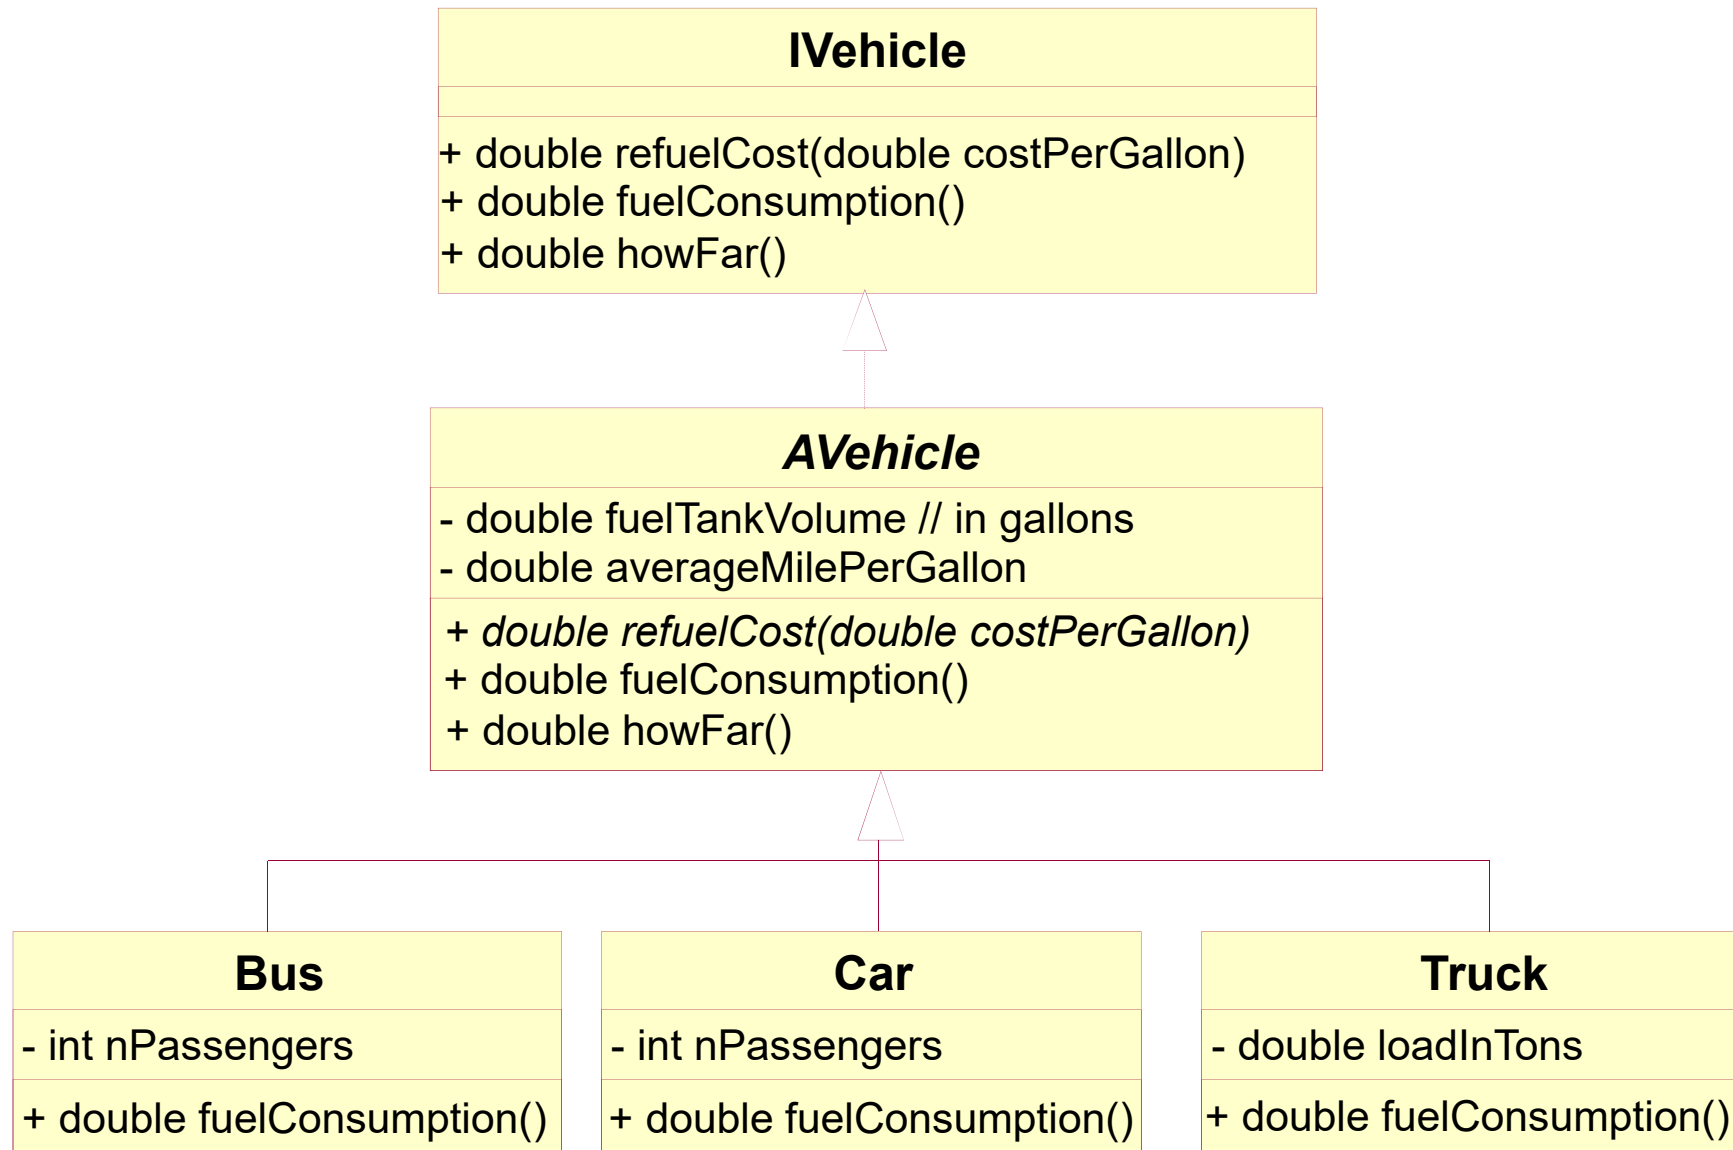 IVehicle
+ double refuelCost(double costPerGallon)
+ double fuelConsumption()
+ double howFar()
AVehicle
- double fuelTankVolume // in gallons
- double averageMilePerGallon
+ double refuelCost(double costPerGallon)
+ double fuelConsumption()
+ double howFar()
Bus
- int nPassengers
+ double fuelConsumption()
Car
- int nPassengers
+ double fuelConsumption()
Truck
- double loadInTons
+ double fuelConsumption()